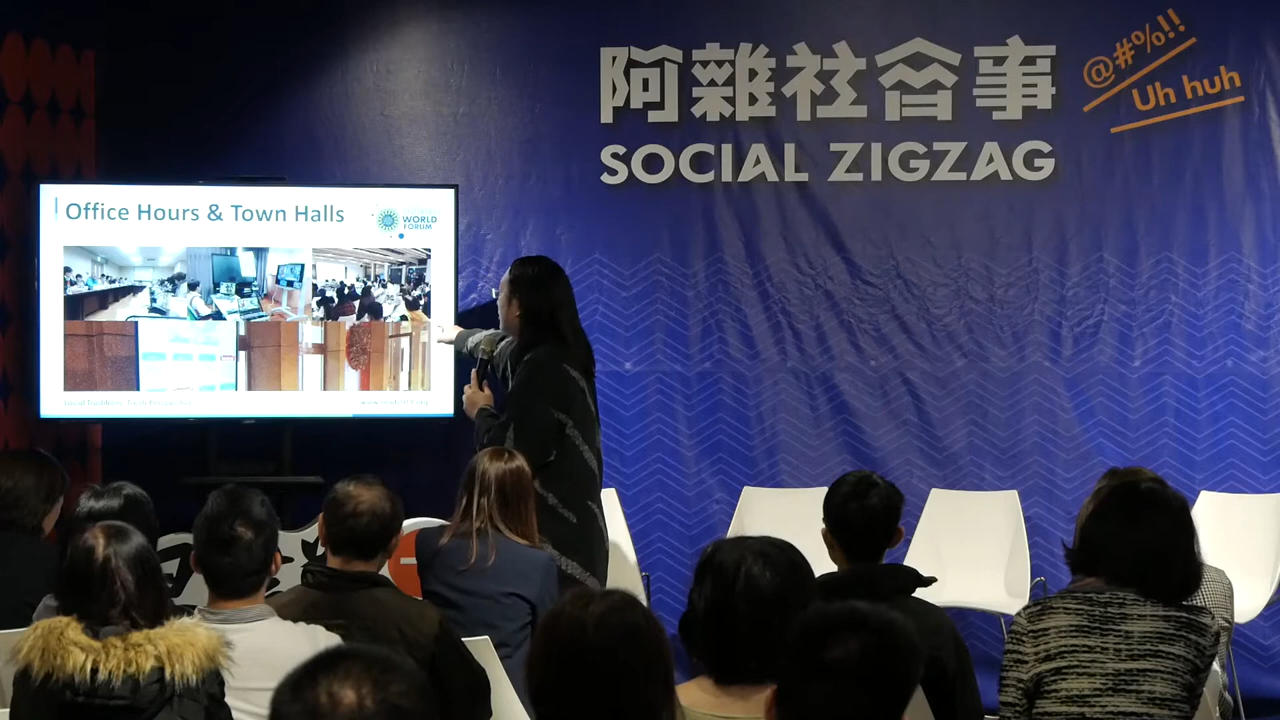 阿雜社會事
SOCIAL ZIGZAG
@#%!!
Uh huh
Office Hours & Town Halls
WORLD
FORUM